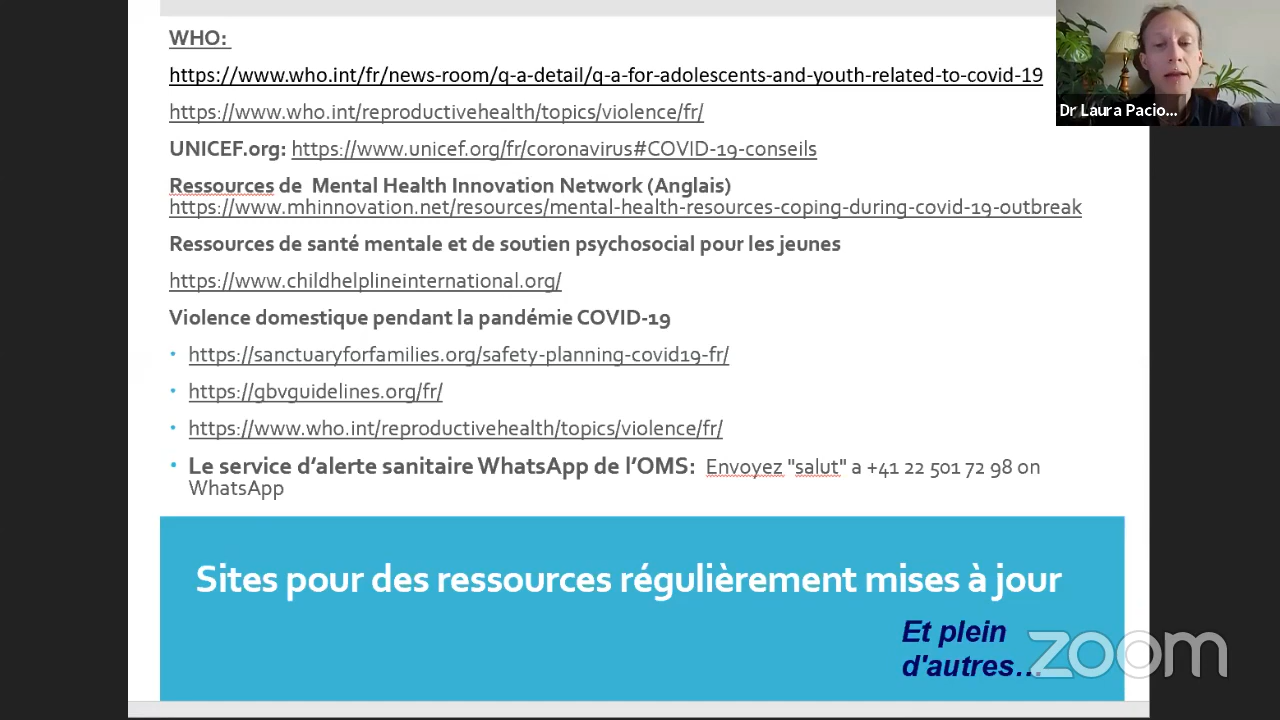 WHO:
https://www.who.int/fr/news-room/q-a-detail/q-a-for-adolescents-and-youth-related-to-covid-19
Dr Laura Pacio...
https://www.who.int/reproductivehealth/topics/violence/fr/
UNICEF.org: https://www.unicef.org/fr/coronavirus#COVID-19-conseils
Ressources de Mental Health Innovation Network (Anglais)
https://www.mhinnovation.net/resources/mental-health-resources-coping-during-covid-19-outbreak
Ressources de santé mentale et de soutien psychosocial pour les jeunes
https://www.childhelplineinternational.org/
Violence domestique pendant la pandémie COVID-19
• https://sanctuaryforfamilies.org/safety-planning-covid19-fr/
• https://gbvguidelines.org/fr/
• https://www.who.int/reproductivehealth/topics/violence/fr/
• Le service d’alerte sanitaire WhatsApp de l’OMS: Envoyez "salut" a +41 22 501 72 98 on
WhatsApp
Sites pour des ressources régulièrement mises à jour
Et plein
d'autres...
zoom